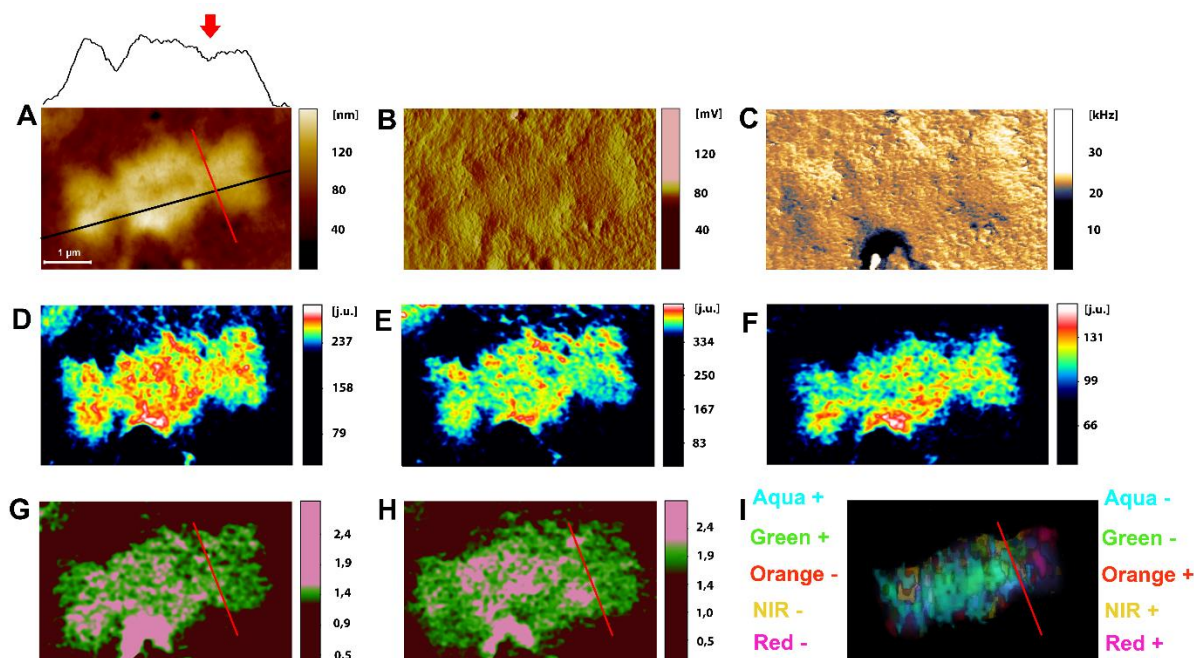 A
[nm]
120
80
40
1 µm
B
[mV]
120
80
40
C
[kHz]
30
20
10
D
[j.u.]
237
158
79
E
[j.u.]
334
250
167
83
F
[j.u.]
131
99
66
G
2,4
1,9
1,4
0,9
0,5
H
2,4
1,9
1,4
1,0
0,5
I
Aqua +
Green +
Orange -
NIR -
Red -
Aqua -
Green -
Orange +
NIR +
Red +